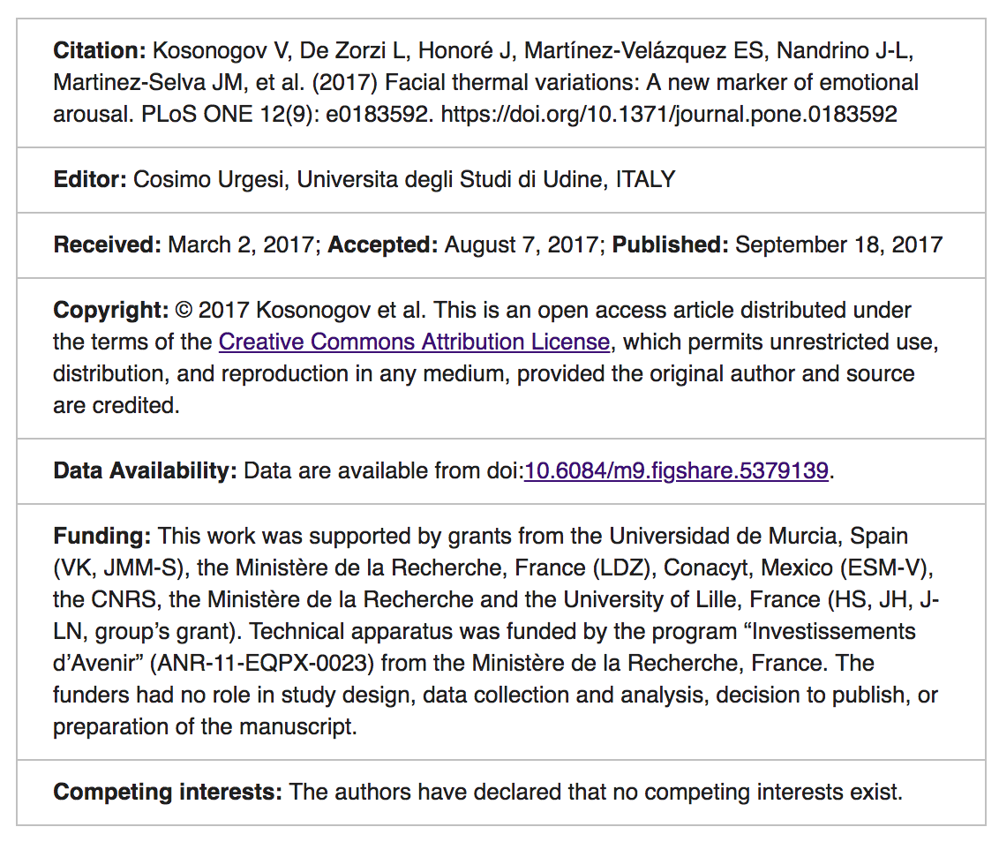 Citation: Kosonogov V, De Zorzi L, Honoré J, Martínez-Velázquez ES, Nandrino J-L,
Martinez-Selva JM, et al. (2017) Facial thermal variations: A new marker of emotional
arousal. PLoS ONE 12(9): e0183592. https://doi.org/10.1371/journal.pone.0183592
Editor: Cosimo Urgesi, Universita degli Studi di Udine, ITALY
Received: March 2, 2017; Accepted: August 7, 2017; Published: September 18, 2017
Copyright: © 2017 Kosonogov et al. This is an open access article distributed under
the terms of the Creative Commons Attribution License, which permits unrestricted use,
distribution, and reproduction in any medium, provided the original author and source
are credited.
Data Availability: Data are available from doi:10.6084/m9.figshare.5379139.
Funding: This work was supported by grants from the Universidad de Murcia, Spain
(VK, JMM-S), the Ministère de la Recherche, France (LDZ), Conacyt, Mexico (ESM-V),
the CNRS, the Ministère de la Recherche and the University of Lille, France (HS, JH, J-
LN, group’s grant). Technical apparatus was funded by the program “Investissements
d’Avenir” (ANR-11-EQPX-0023) from the Ministère de la Recherche, France. The
funders had no role in study design, data collection and analysis, decision to publish, or
preparation of the manuscript.
Competing interests: The authors have declared that no competing interests exist.